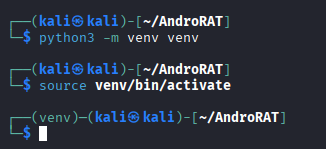 ┌──(kali㉿kali)-[~/AndroRAT]
└─$ python3 -m venv venv
┌──(kali㉿kali)-[~/AndroRAT]
└─$ source venv/bin/activate
┌──(venv)─(kali㉿kali)-[~/AndroRAT]
└─$